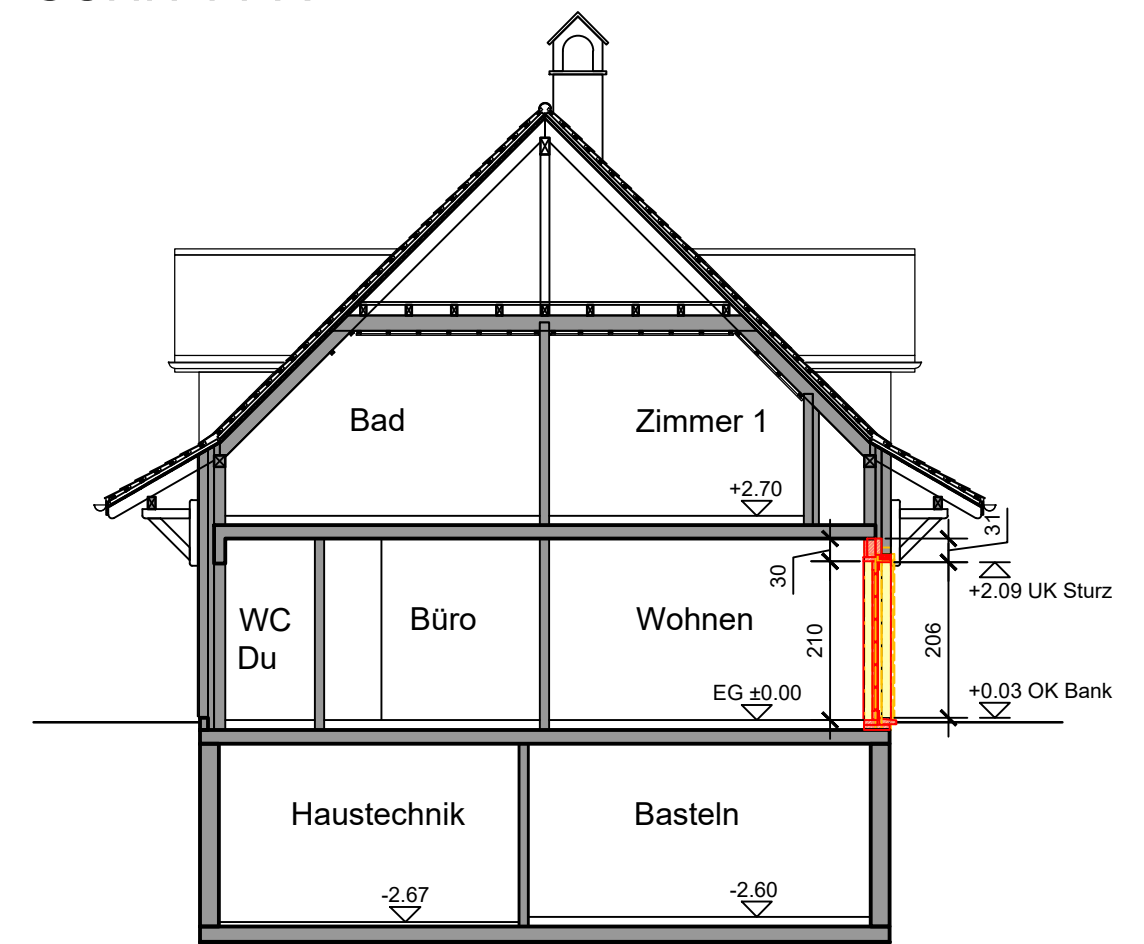 Bad
Zimmer 1
+2.70
31
30
+2.09 UK Sturz
WC
Du
Büro
Wohnen
210
206
EG ±0.00
+0.03 OK Bank
Haustechnik
Basteln
-2.67
-2.60